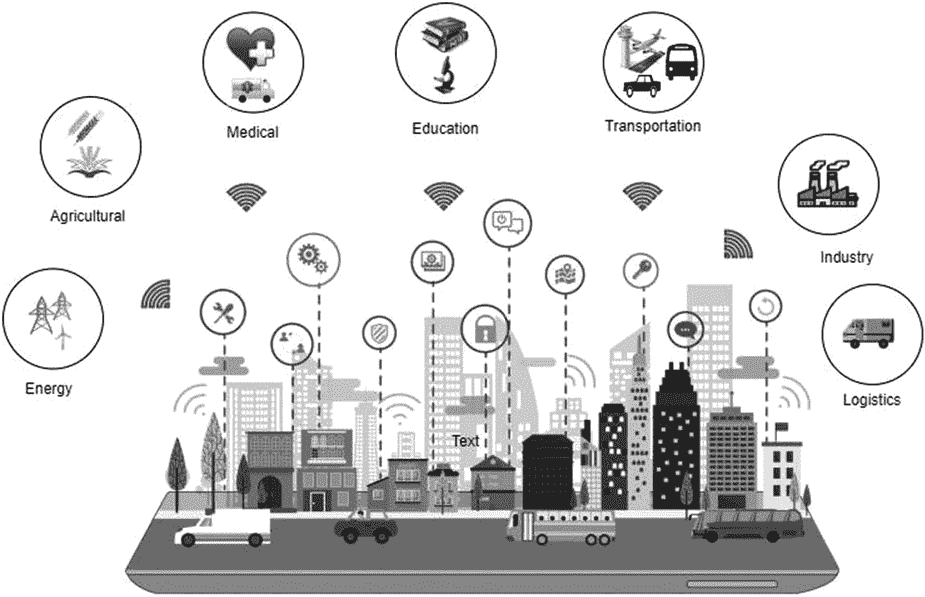 Medical
Education
Transportation
Agricultural
Industry
Energy
Logistics
Text